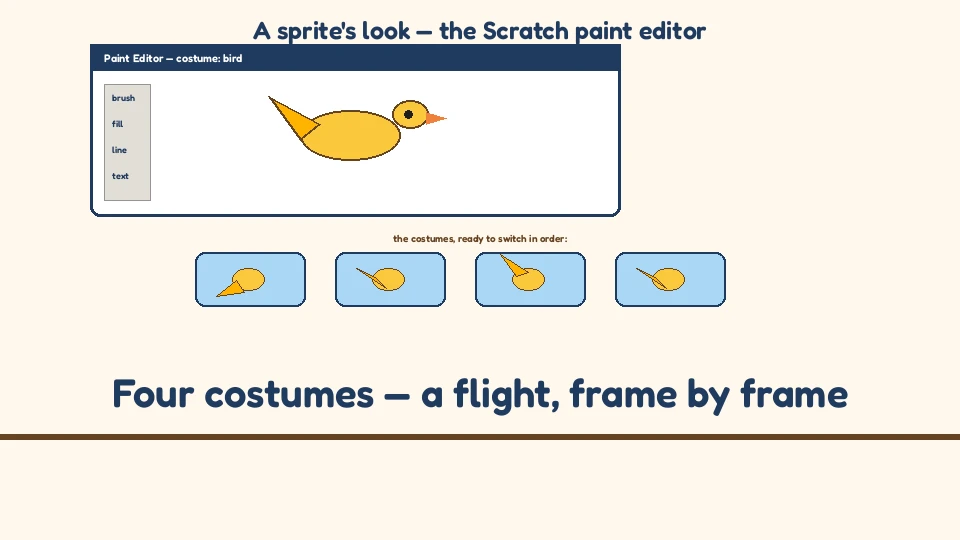 A sprite's look — the Scratch paint editor
Paint Editor — costume: bird
brush
fill
line
text
the costumes, ready to switch in order:
Four costumes — a flight, frame by frame